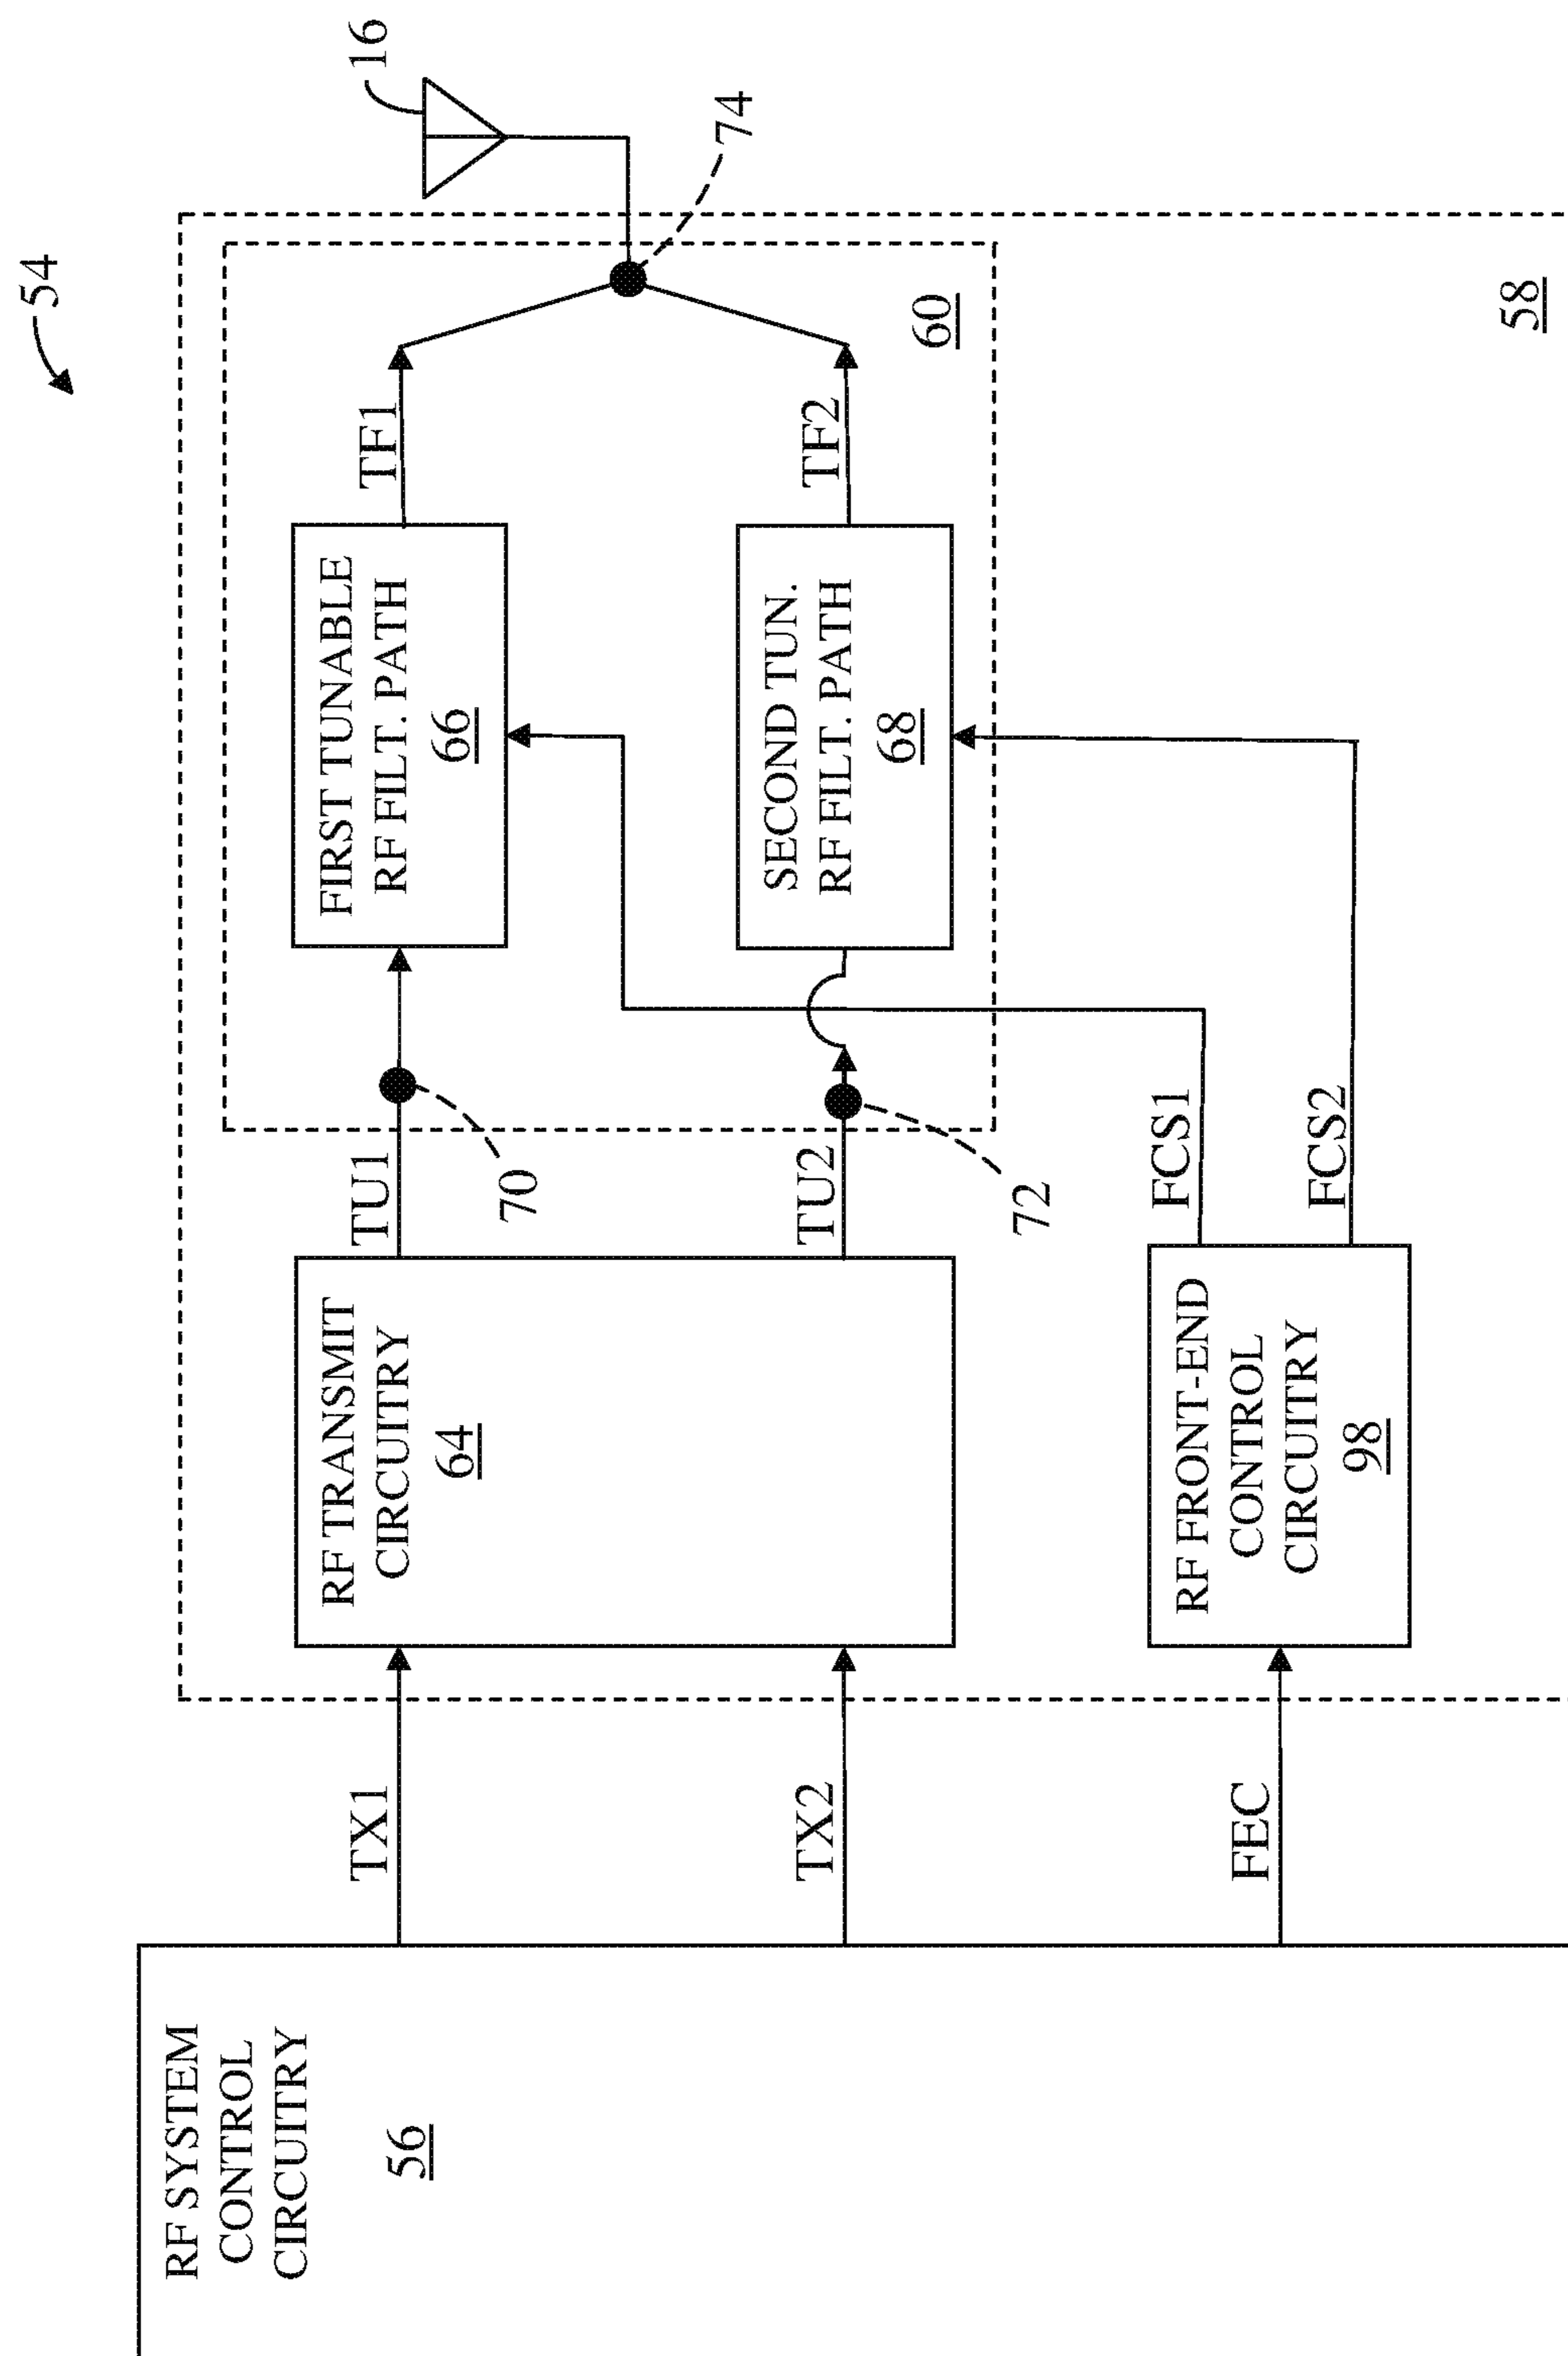 54
16
74
RF SYSTEM
CONTROL
CIRCUITRY
56
TX1
TX2
FEC
RF TRANSMIT
CIRCUITRY
64
TU1
70
TU2
72
FIRST TUNABLE
RF FILT. PATH
66
TF1
SECOND TUN.
RF FILT. PATH
68
TF2
60
RF FRONT-END
CONTROL
CIRCUITRY
98
FCS1
FCS2
58